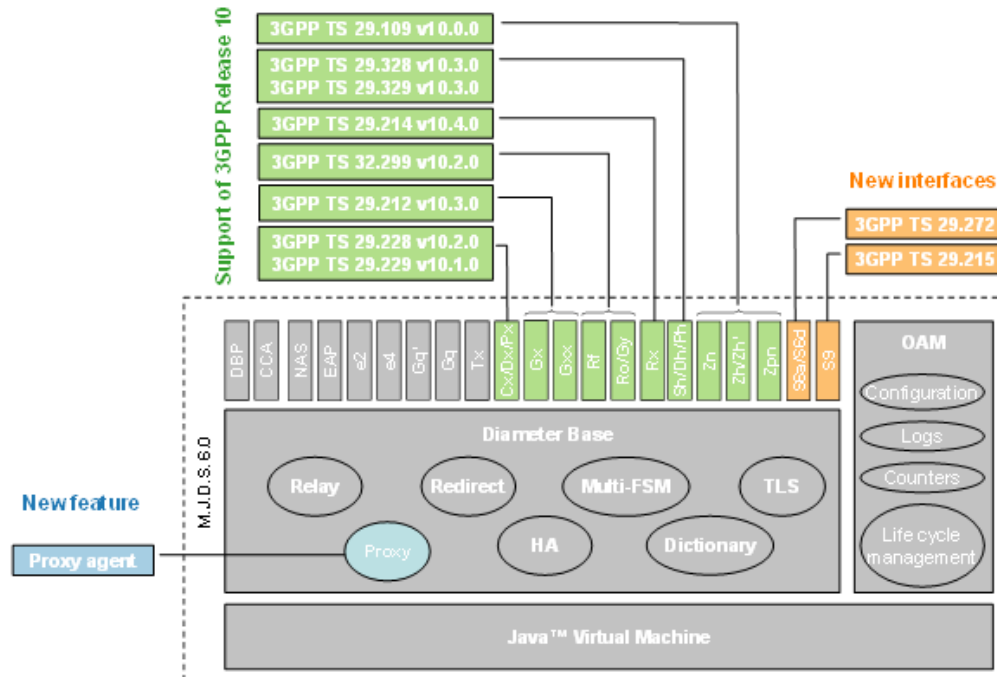 Support of 3GPP Release 10
3GPP TS 29.109 v10.0.0
3GPP TS 29.328 v10.3.0
3GPP TS 29.329 v10.3.0
3GPP TS 29.214 v10.4.0
3GPP TS 32.299 v10.2.0
3GPP TS 29.212 v10.3.0
3GPP TS 29.228 v10.2.0
3GPP TS 29.229 v10.1.0
New interfaces
3GPP TS 29.272
3GPP TS 29.215
DBP
CCA
NAS
EAP
e2
e4
Gq'
Gq
Tx
Cx/Dx/Px
Gx
Gxx
Rf
Ro/Gy
Rx
Sh/Dh/Ph
Zn
Zh/Zh'
Zpn
S6a/S6d
S9
OAM
Configuration
Logs
Counters
Life cycle
management
M.J.D.S.6.0
Diameter Base
Relay
Redirect
Multi-FSM
TLS
Proxy
HA
Dictionary
New feature
Proxy agent
Java™ Virtual Machine